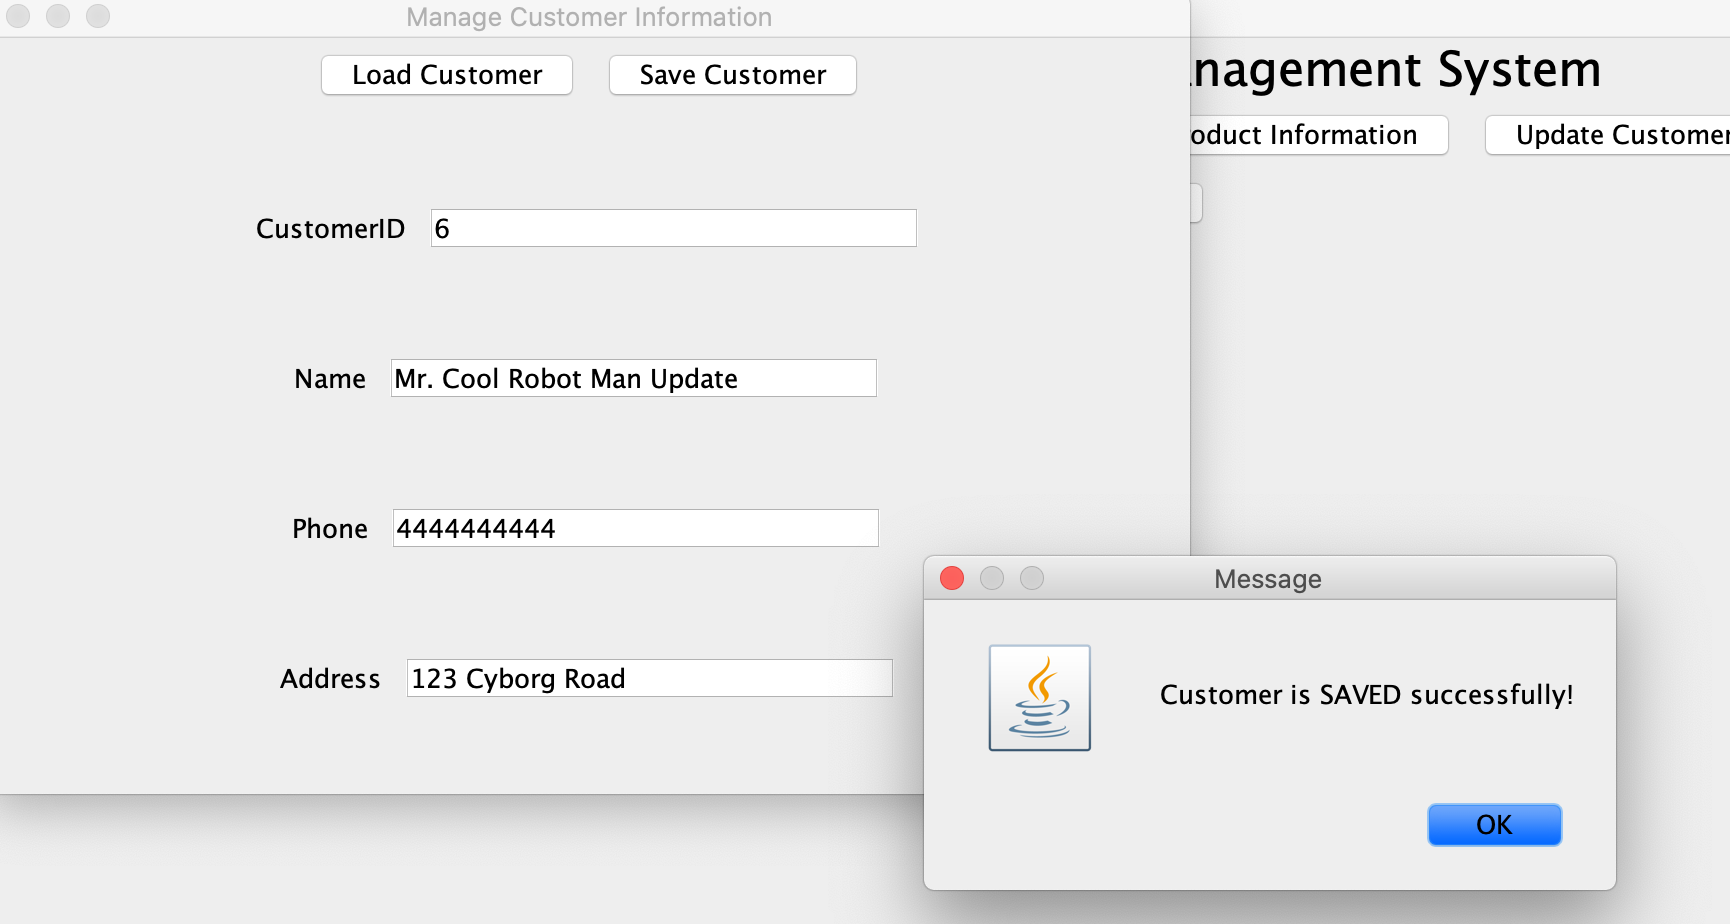 Manage Customer Information
Load Customer
Save Customer
CustomerID 6
Name Mr. Cool Robot Man Update
Phone 4444444444
Address 123 Cyborg Road
nagement System
oduct Information
Update Customer
Message
Customer is SAVED successfully!
OK